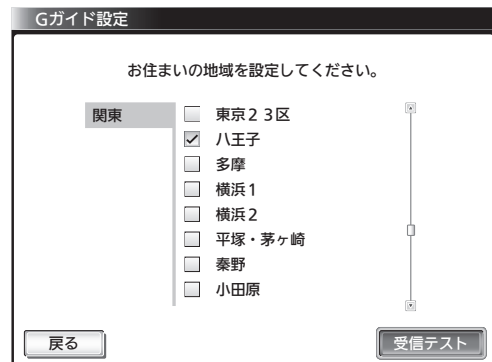 Gガイド設定
お住まいの地域を設定してください。
関東
東京23区
八王子
多摩
横浜1
横浜2
平塚・茅ヶ崎
秦野
小田原
戻る
受信テスト